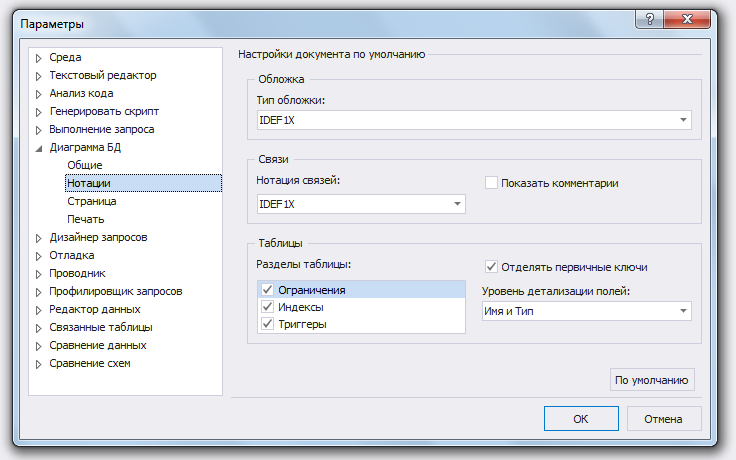 Параметры
Среда
Текстовый редактор
Анализ кода
Генерировать скрипт
Выполнение запроса
Диаграмма БД
Общие
Нотации
Страница
Печать
Дизайнер запросов
Отладка
Проводник
Профилировщик запросов
Редактор данных
Связанные таблицы
Сравнение данных
Сравнение схем
Настройки документа по умолчанию
Обложка
Тип обложки:
IDEF1X
Связи
Нотация связей:
IDEF1X
Показать комментарии
Таблицы
Разделы таблицы:
Ограничения
Индексы
Триггеры
Отделять первичные ключи
Уровень детализации полей:
Имя и Тип
По умолчанию
ОК
Отмена